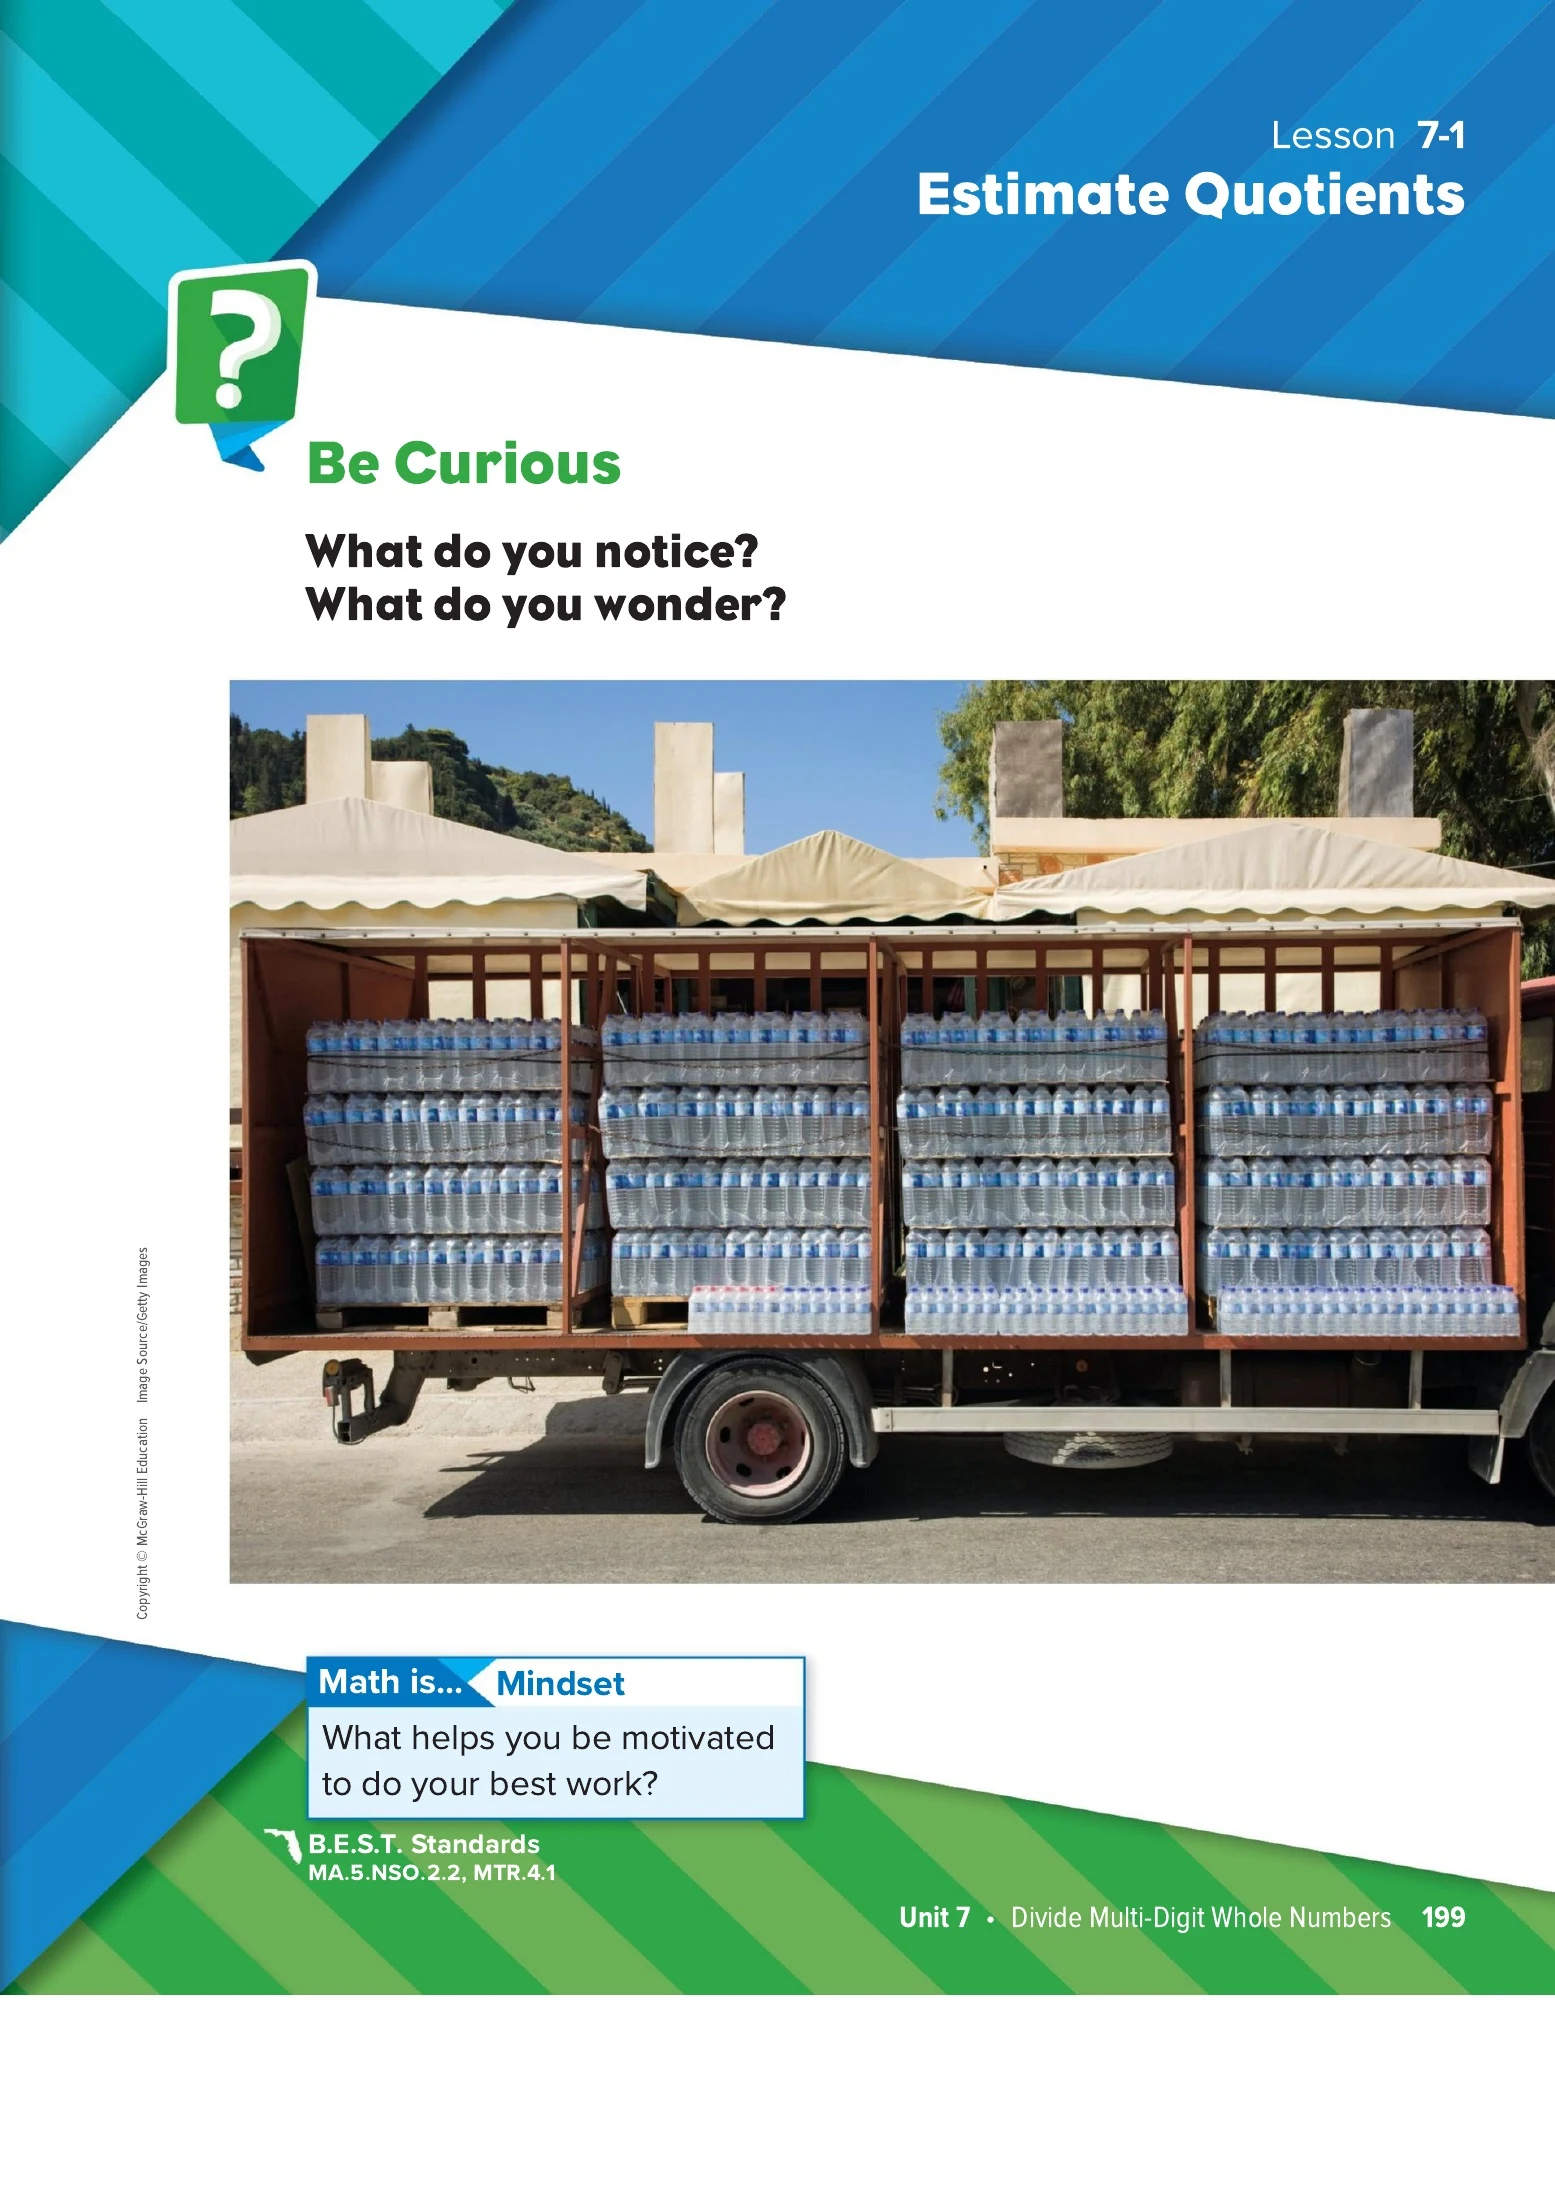 Lesson 7-1
Estimate Quotients
?
Be Curious
What do you notice?
What do you wonder?
Copyright © McGraw-Hill Education Image Source/Getty Images
Math is... Mindset
What helps you be motivated
to do your best work?
B.E.S.T. Standards
MA.5.NSO.2.2, MTR.4.1
Unit 7 • Divide Multi-Digit Whole Numbers 199